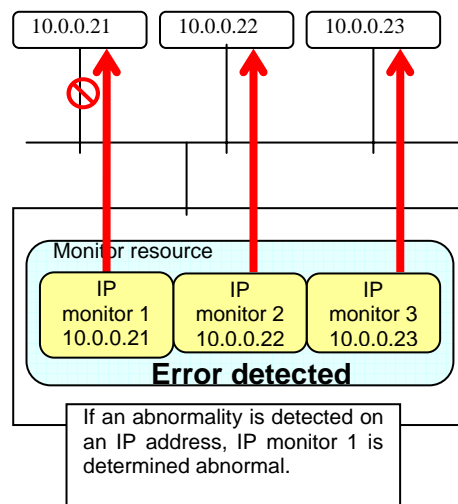 10.0.0.21
10.0.0.22
10.0.0.23
Monitor resource
IP
monitor 1
10.0.0.21
IP
monitor 2
10.0.0.22
IP
monitor 3
10.0.0.23
Error detected
If an abnormality is detected on
an IP address, IP monitor 1 is
determined abnormal.